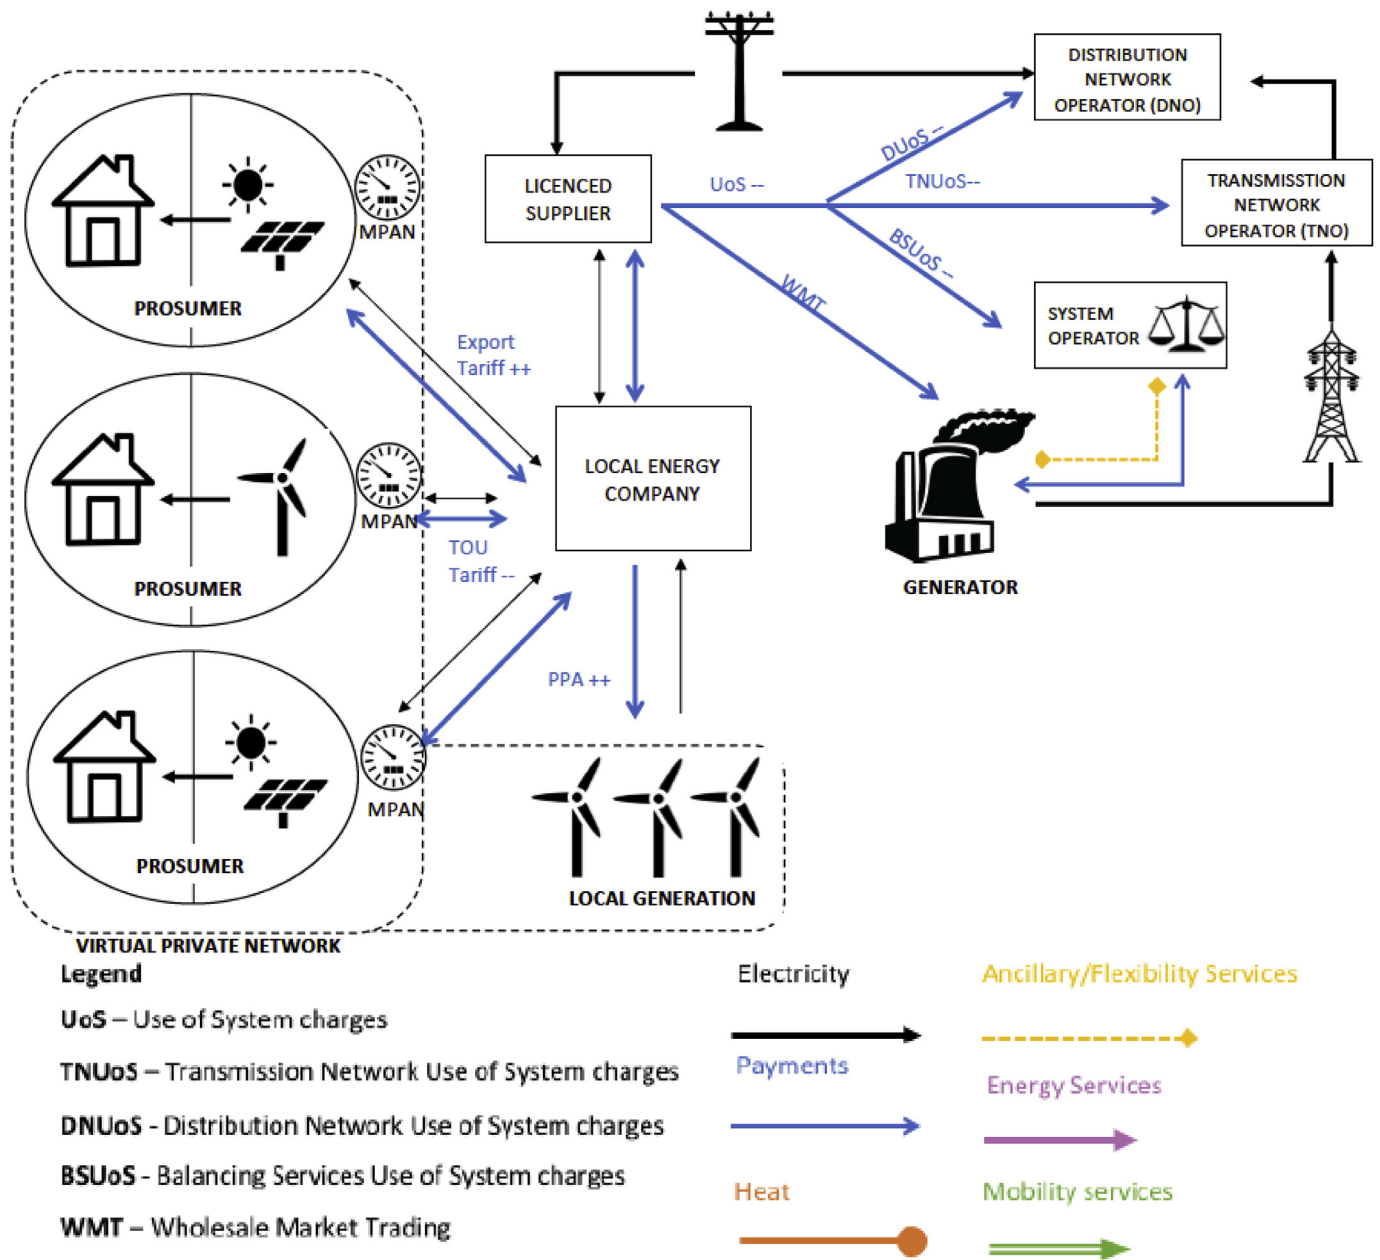 DISTRIBUTION
NETWORK
OPERATOR (DNO)
LICENCED
SUPPLIER
UoS --
DUoS --
TNUoS--
BSUoS --
WMT
TRANSMISSTION
NETWORK
OPERATOR (TNO)
SYSTEM
OPERATOR
MPAN
PROSUMER
Export
Tariff ++
LOCAL ENERGY
COMPANY
MPAN
PROSUMER
TOU
Tariff --
GENERATOR
PPA ++
MPAN
PROSUMER
LOCAL GENERATION
VIRTUAL PRIVATE NETWORK
Legend
UoS – Use of System charges
TNUoS – Transmission Network Use of System charges
DNUoS - Distribution Network Use of System charges
BSUoS - Balancing Services Use of System charges
WMT – Wholesale Market Trading
Electricity
Payments
Heat
Ancillary/Flexibility Services
Energy Services
Mobility services